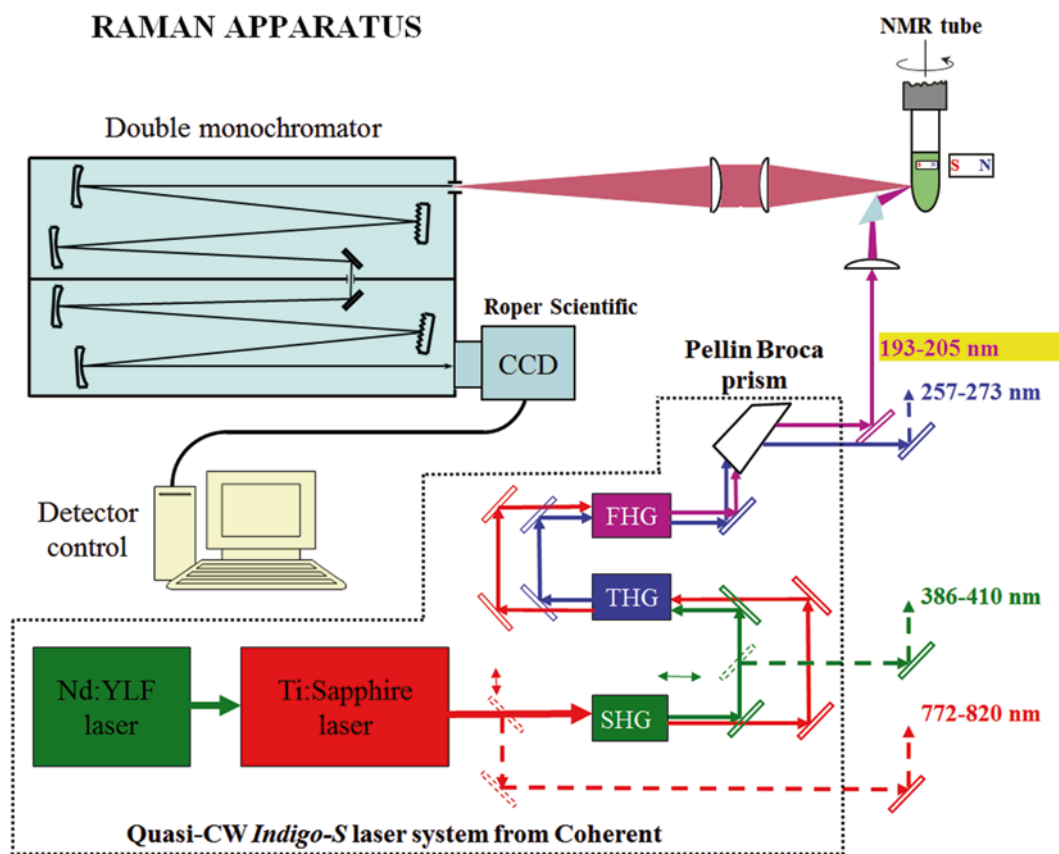 RAMAN APPARATUS
NMR tube
Double monochromator
S N
S N
Roper Scientific
CCD
193-205 nm
Pellin Broca
prism
257-273 nm
Detector
control
FHG
THG
386-410 nm
Nd:YLF
laser
Ti:Sapphire
laser
SHG
772-820 nm
Quasi-CW Indigo-S laser system from Coherent